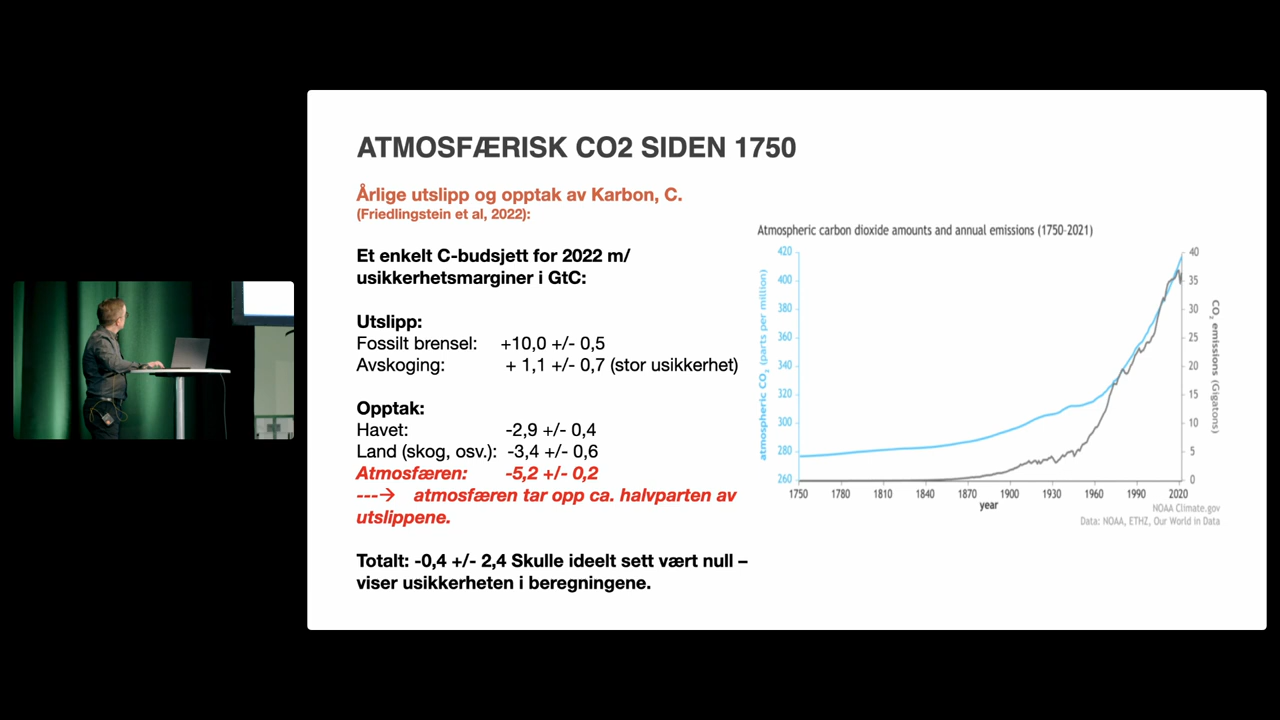 ATMOSFÆRISK CO2 SIDEN 1750
Årlige utslipp og opptak av Karbon, C.
(Friedlingstein et al, 2022):
Et enkelt C-budsjett for 2022 m/
usikkerhetsmarginer i GtC:
Utslipp:
Fossilt brensel: +10,0 +/- 0,5
Avskoging: + 1,1 +/- 0,7 (stor usikkerhet)
Opptak:
Havet: -2,9 +/- 0,4
Land (skog, osv.): -3,4 +/- 0,6
Atmosfæren: -5,2 +/- 0,2
---→ atmosfæren tar opp ca. halvparten av
utslippene.
Totalt: -0,4 +/- 2,4 Skulle ideelt sett vært null –
viser usikkerheten i beregningene.
Atmospheric carbon dioxide amounts and annual emissions (1750-2021)
atmospheric CO2 (parts per million)
420
400
380
360
340
320
300
280
260
40
35
30
25
20
15
10
5
0
CO2 emissions (Gigatons)
1750 1780 1810 1840 1870 1900 1930 1960 1990 2020
year
NOAA Climate.gov
Data: NOAA, ETHZ, Our World in Data